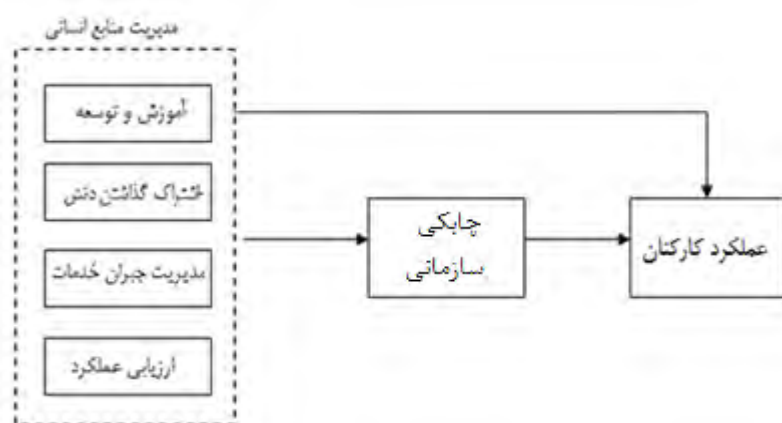 مدیریت منابع انسانی
آموزش و توسعه
اشتراک گذاشتن دانش
مدیریت جبران خدمات
ارزیابی عملکرد
چابکی
سازمانی
عملکرد کارکنان